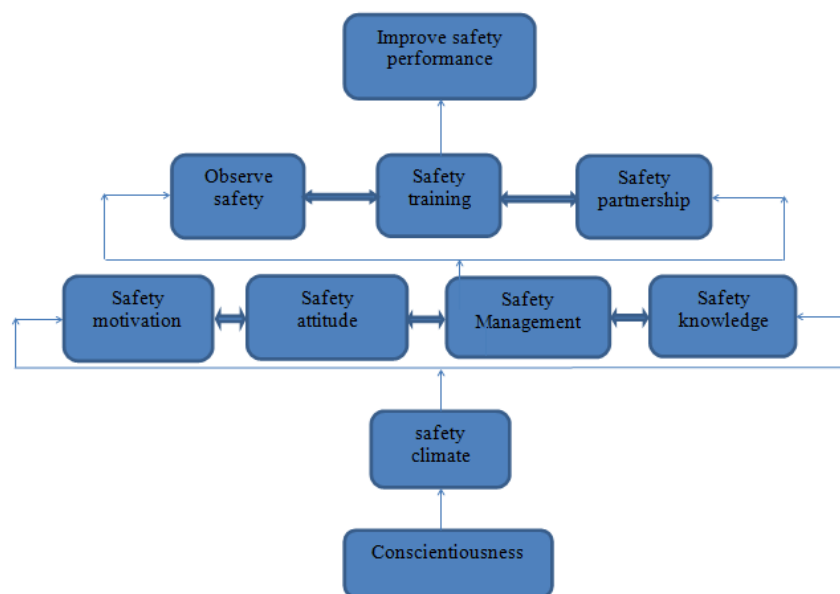 Improve safety
performance
Observe
safety
Safety
training
Safety
partnership
Safety
motivation
Safety
attitude
Safety
Management
Safety
knowledge
safety
climate
Conscientiousness